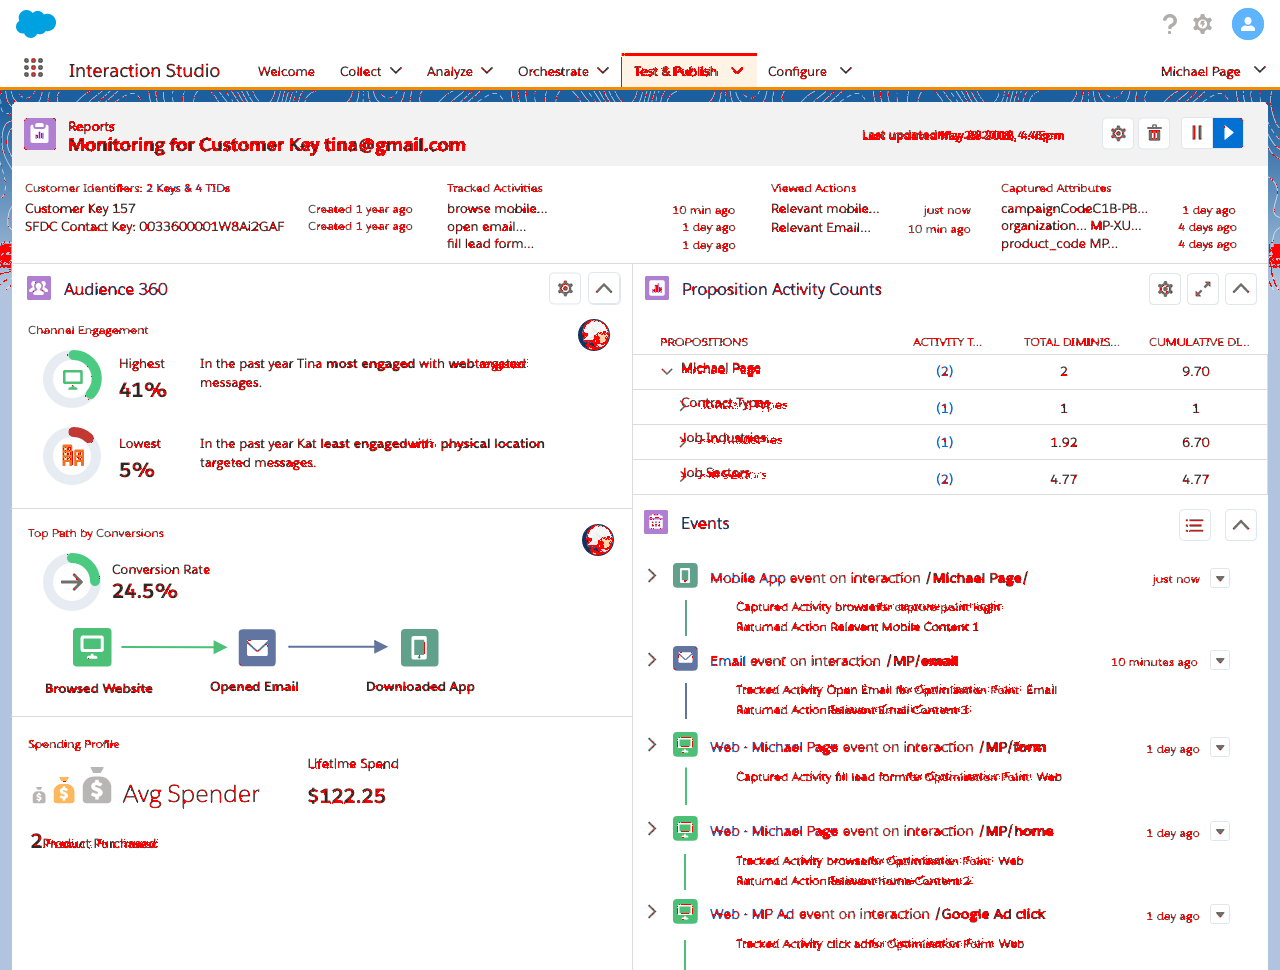 Interaction Studio
Welcome
Collect
Analyze
Orchestrate
Test & Publish
Configure
Michael Page
Reports
Monitoring for Customer Key tina@gmail.com
Last updated May 2018, 4:45pm
Customer Identifiers: 2 Keys & 4 TIDs
Customer Key 157 Created 1 year ago
SFDC Contact Key: 0033600001W8Ai2GAF Created 1 year ago
Tracked Activities
browse mobile... 10 min ago
open email... 1 day ago
fill lead form... 1 day ago
Viewed Actions
Relevant mobile... just now
Relevant Email... 10 min ago
Captured Attributes
campaignCodeC1B-PB... 1 day ago
organization... MP-XU... 4 days ago
product_code MP... 4 days ago
Audience 360
Channel Engagement
Highest
41%
In the past year Tina most engaged with web targeted
messages.
Lowest
5%
In the past year Kat least engaged with physical location
targeted messages.
Top Path by Conversions
Conversion Rate
24.5%
Browsed Website
Opened Email
Downloaded App
Spending Profile
Avg Spender
Lifetime Spend
$122.25
2 Product Purchased
Proposition Activity Counts
PROPOSITIONS ACTIVITY T... TOTAL DIMINIS... CUMULATIVE DI...
Michael Page (2) 2 9.70
Contract Types (1) 1 1
Job Industries (1) 1.92 6.70
Job Sectors (2) 4.77 4.77
Events
Mobile App event on interaction /Michael Page/ just now
Captured Activity browse for capture point login
Returned Action Relevant Mobile Content 1
Email event on interaction /MP/email 10 minutes ago
Tracked Activity Open Email for Optimisation Point: Email
Returned Action Relevant Email Content 3
Web - Michael Page event on interaction /MP/form 1 day ago
Captured Activity fill lead form for Optimisation Point: Web
Web - Michael Page event on interaction /MP/home 1 day ago
Tracked Activity browse for Optimisation Point: Web
Returned Action Relevant home Content 2
Web - MP Ad event on interaction /Google Ad click 1 day ago
Tracked Activity click ad for Optimisation Point: Web